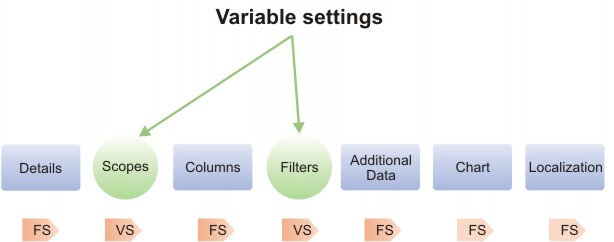 Variable settings
Details
Scopes
Columns
Filters
Additional
Data
Chart
Localization
FS
VS
FS
VS
FS
FS
FS